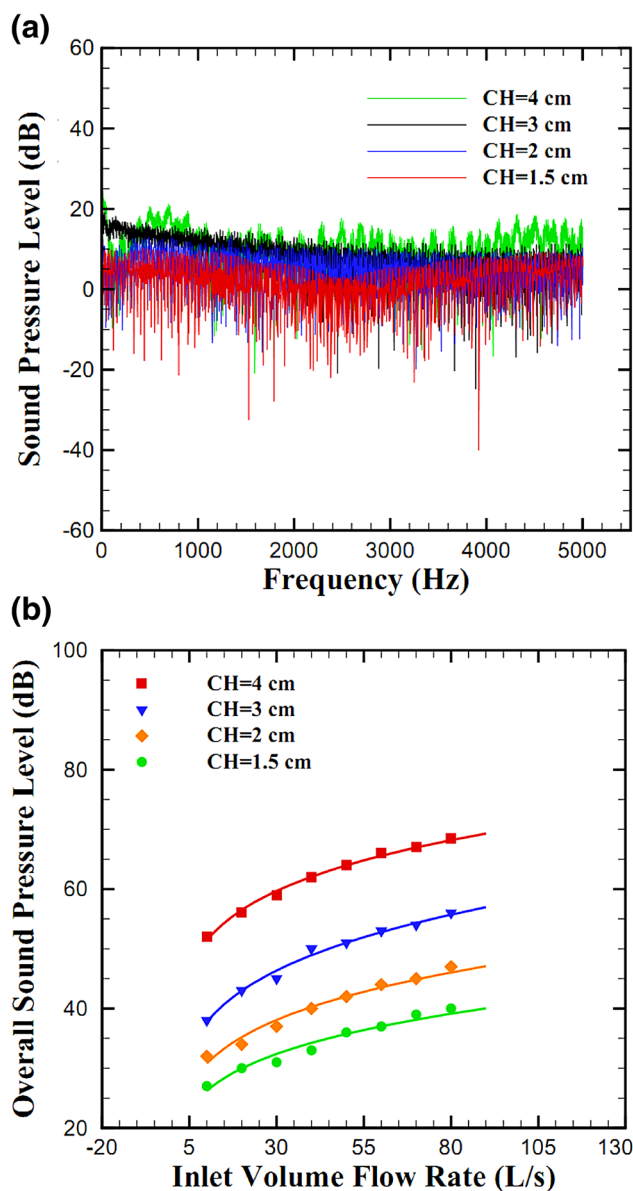 (a)
60
40
20
0
-20
-40
-60
Sound Pressure Level (dB)
CH=4 cm
CH=3 cm
CH=2 cm
CH=1.5 cm
0 1000 2000 3000 4000 5000
Frequency (Hz)
(b)
100
80
60
40
20
Overall Sound Pressure Level (dB)
CH=4 cm
CH=3 cm
CH=2 cm
CH=1.5 cm
-20 5 30 55 80 105 130
Inlet Volume Flow Rate (L/s)